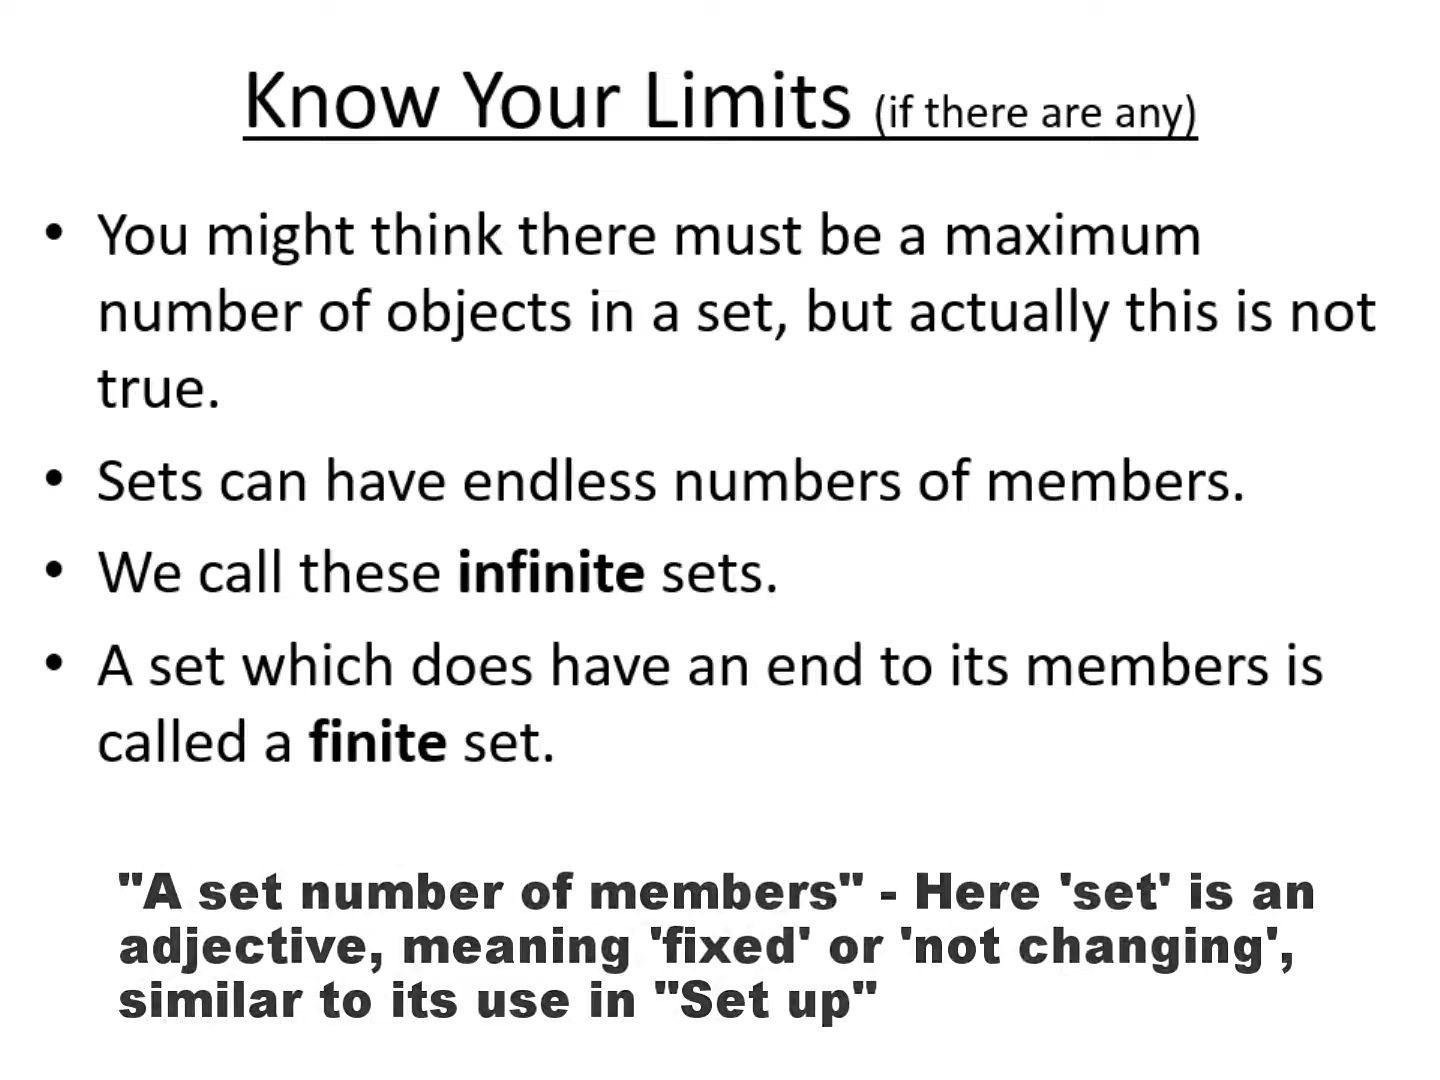 Know Your Limits (if there are any)
• You might think there must be a maximum
number of objects in a set, but actually this is not
true.
• Sets can have endless numbers of members.
• We call these infinite sets.
• A set which does have an end to its members is
called a finite set.
"A set number of members" - Here 'set' is an
adjective, meaning 'fixed' or 'not changing',
similar to its use in "Set up"